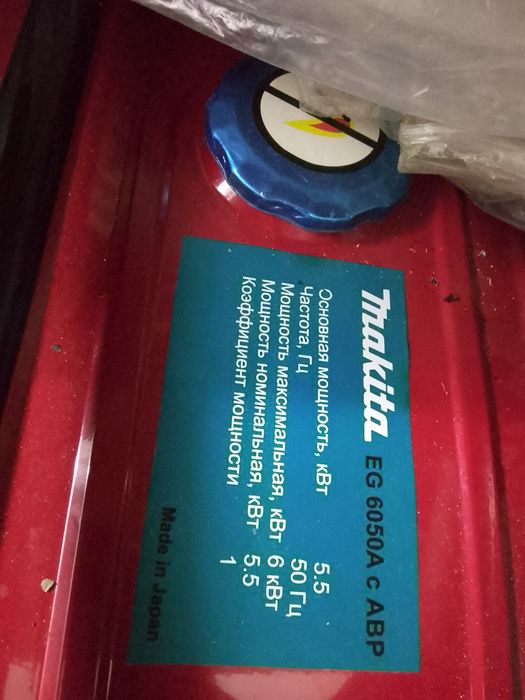 Makita EG 6050A с АВР
Основная мощность, кВт 5.5
Частота, Гц 50 Гц
Мощность максимальная, кВт 6 кВт
Мощность номинальная, кВт 5.5
Коэффициент мощности 1
Made in Japan